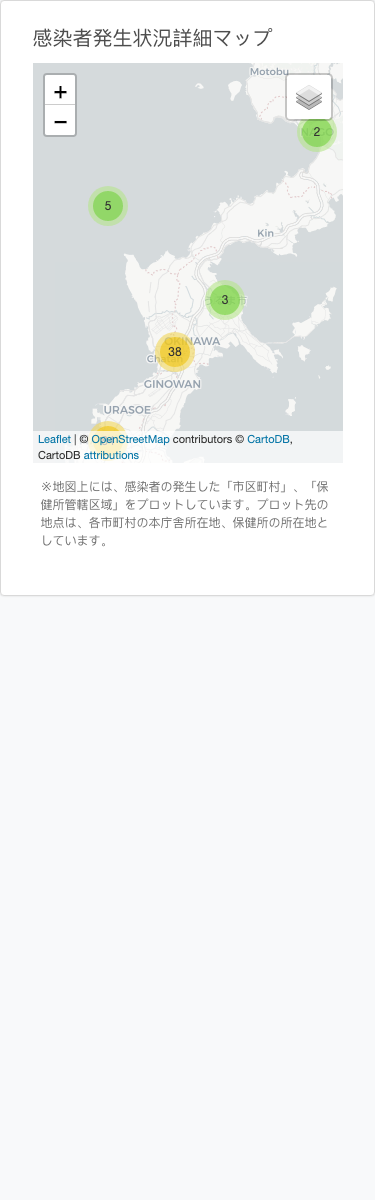 感染者発生状況詳細マップ
Motobu
+
−
2
5
Kin
3
OKINAWA
38
GINOWAN
URASOE
Leaflet | © OpenStreetMap contributors © CartoDB,
CartoDB attributions
※地図上には、感染者の発生した「市区町村」、「保
健所管轄区域」をプロットしています。プロット先の
地点は、各市町村の本庁舎所在地、保健所の所在地と
しています。